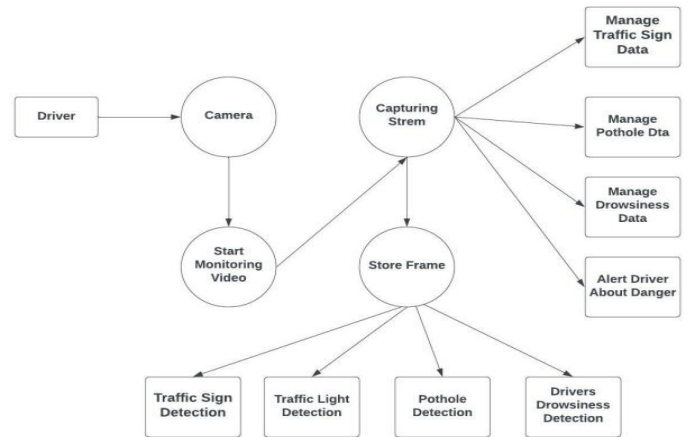 Manage
Traffic Sign
Data
Driver
Camera
Capturing
Strem
Manage
Pothole Dta
Manage
Drowsiness
Data
Start
Monitoring
Video
Store Frame
Alert Driver
About Danger
Traffic Sign
Detection
Traffic Light
Detection
Pothole
Detection
Drivers
Drowsiness
Detection